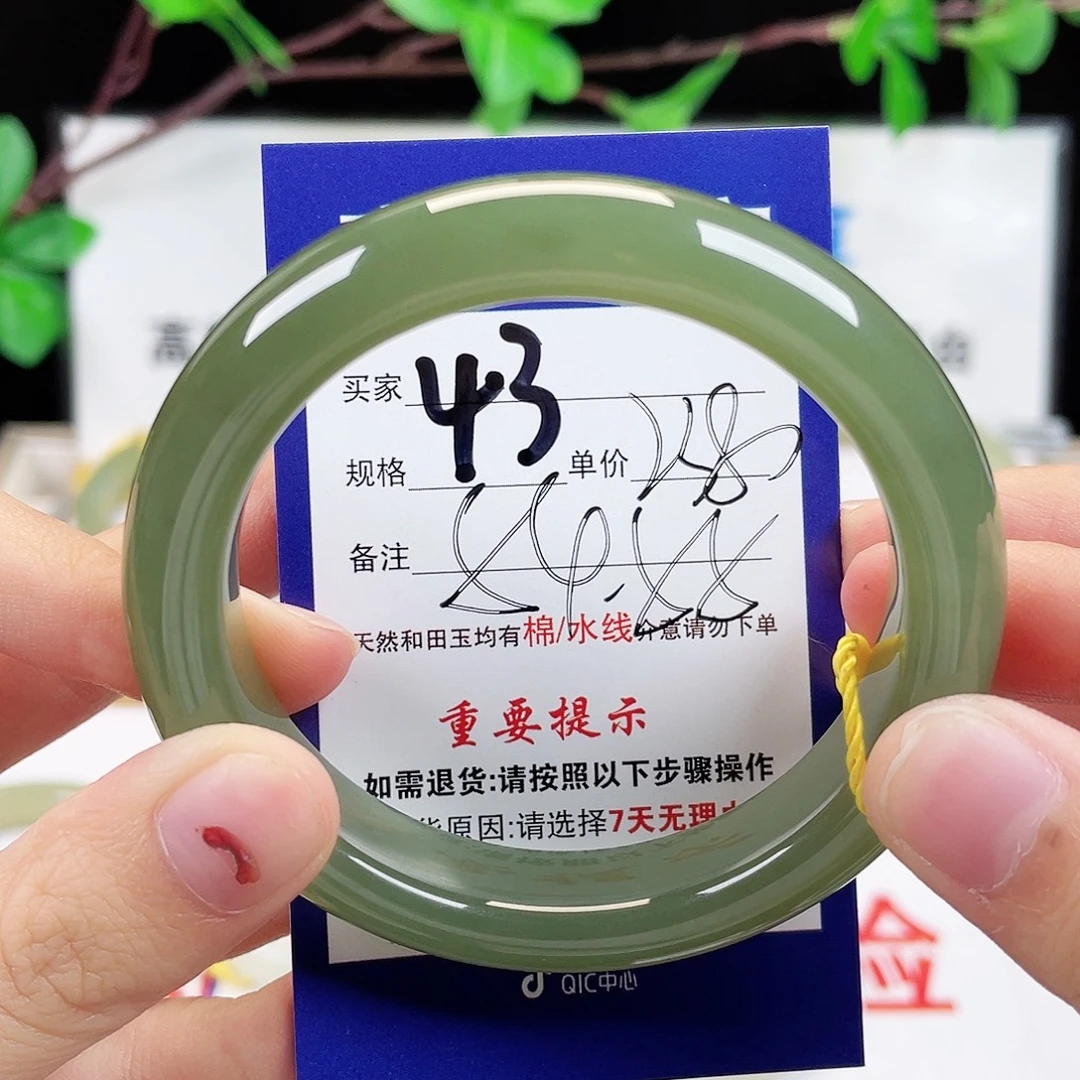 高
买家 43
规格 单价
备注
天然和田玉均有棉/水线介意请勿下单
重要提示
如需退货:请按照以下步骤操作
货原因:请选择7天无理由
QIC中心